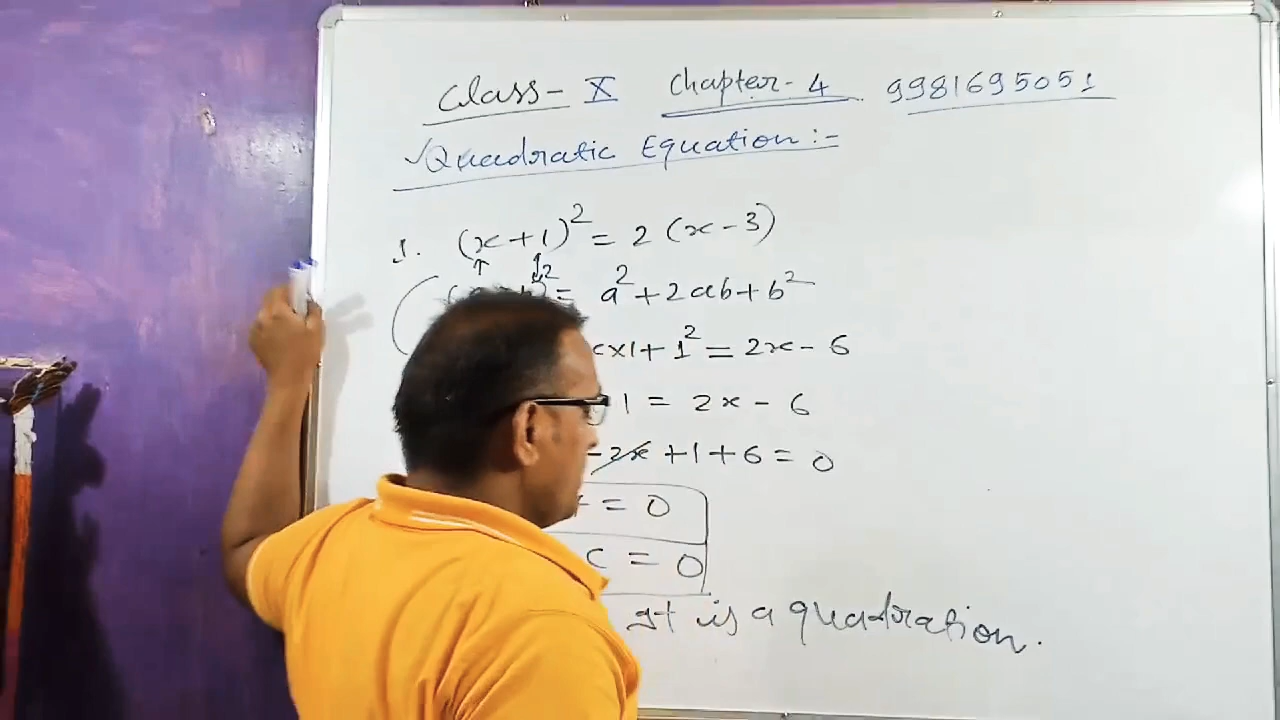 Class - X Chapter - 4 9981695051
√Quadratic Equation :-
1. (x+1)² = 2(x-3)
² = a²+2ab+b²
x1+1² = 2x-6
1 = 2x-6
-2x+1+6 = 0
= 0
c = 0
It is a quadration.